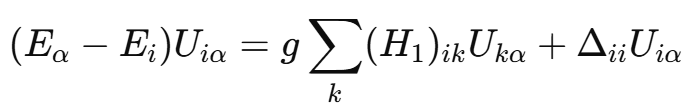 (E_α − E_i)U_{iα} = g ∑_k (H_1)_{ik} U_{kα} + Δ_{ii} U_{iα}